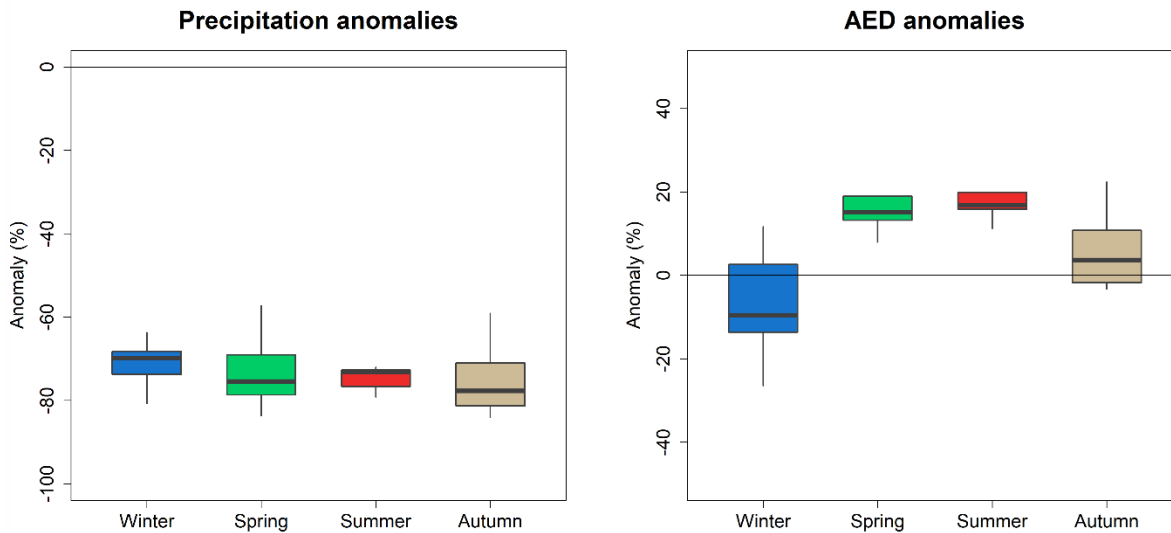 Precipitation anomalies
Anomaly (%)
0
-20
-40
-60
-80
-100
Winter Spring Summer Autumn
AED anomalies
Anomaly (%)
40
20
0
-20
-40
Winter Spring Summer Autumn